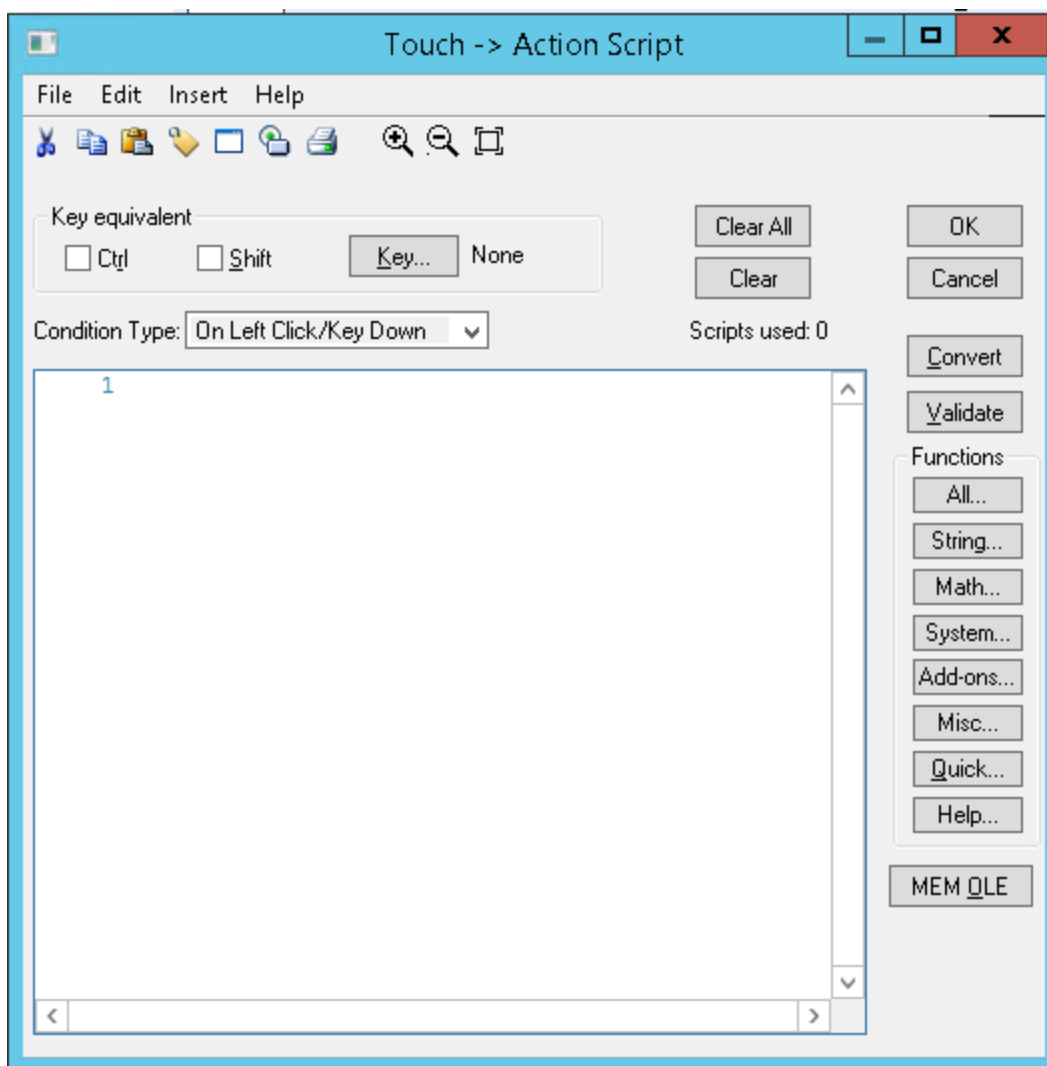 Touch -> Action Script
File Edit Insert Help
Key equivalent
Ctrl Shift Key... None
Clear All OK
Clear Cancel
Condition Type: On Left Click/Key Down Scripts used: 0
Convert
1
Validate
Functions
All...
String...
Math...
System...
Add-ons...
Misc...
Quick...
Help...
MEM OLE